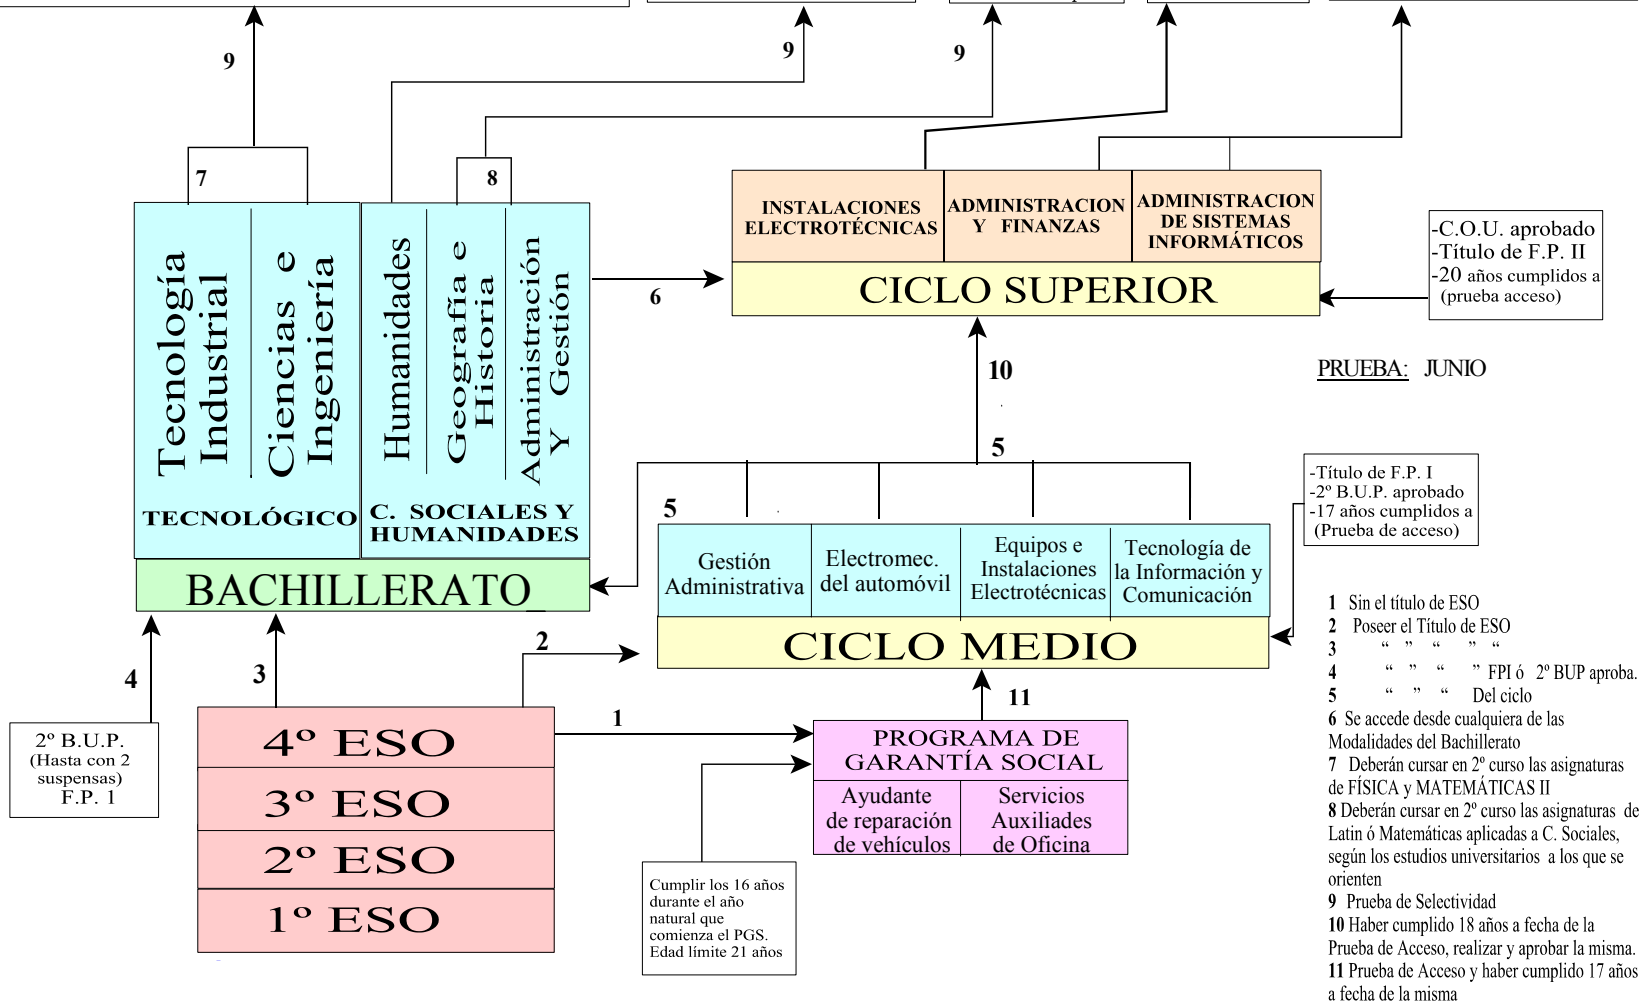 9
9
9
7
8
Tecnología
Industrial
Ciencias e
Ingeniería
Humanidades
Geografía e
Historia
Administración
Y Gestión
TECNOLÓGICO
C. SOCIALES Y
HUMANIDADES
BACHILLERATO
6
INSTALACIONES
ELECTROTÉCNICAS
ADMINISTRACION
Y FINANZAS
ADMINISTRACION
DE SISTEMAS
INFORMÁTICOS
CICLO SUPERIOR
-C.O.U. aprobado
-Título de F.P. II
-20 años cumplidos a
(prueba acceso)
PRUEBA: JUNIO
10
5
5
-Título de F.P. I
-2º B.U.P. aprobado
-17 años cumplidos a
(Prueba de acceso)
Gestión
Administrativa
Electromec.
del automóvil
Equipos e
Instalaciones
Electrotécnicas
Tecnología de
la Información y
Comunicación
CICLO MEDIO
4
3
2
1
11
2º B.U.P.
(Hasta con 2
suspensas)
F.P. 1
4º ESO
3º ESO
2º ESO
1º ESO
PROGRAMA DE
GARANTÍA SOCIAL
Ayudante
de reparación
de vehículos
Servicios
Auxiliades
de Oficina
Cumplir los 16 años
durante el año
natural que
comienza el PGS.
Edad límite 21 años
1 Sin el título de ESO
2 Poseer el Título de ESO
3 “ ” “ ” “
4 “ ” “ ” FPI ó 2º BUP aproba.
5 “ ” “ Del ciclo
6 Se accede desde cualquiera de las
Modalidades del Bachillerato
7 Deberán cursar en 2º curso las asignaturas
de FÍSICA y MATEMÁTICAS II
8 Deberán cursar en 2º curso las asignaturas de
Latin ó Matemáticas aplicadas a C. Sociales,
según los estudios universitarios a los que se
orienten
9 Prueba de Selectividad
10 Haber cumplido 18 años a fecha de la
Prueba de Acceso, realizar y aprobar la misma.
11 Prueba de Acceso y haber cumplido 17 años
a fecha de la misma